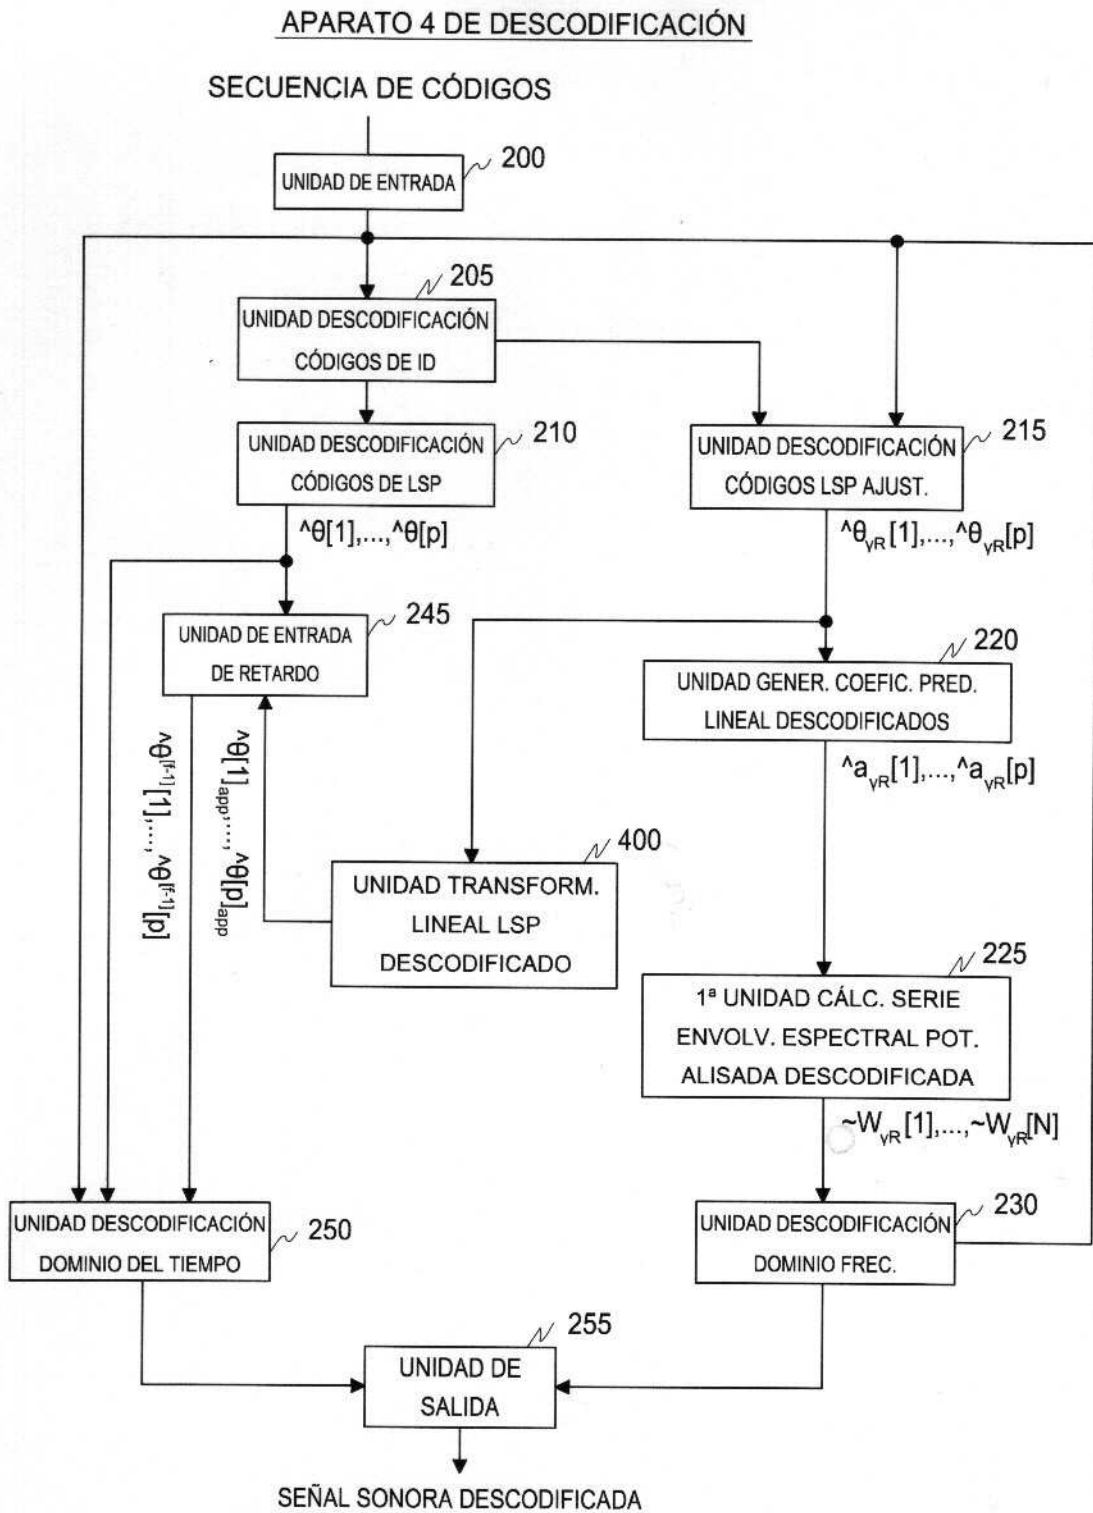 APARATO 4 DE DESCODIFICACIÓN
SECUENCIA DE CÓDIGOS
200
UNIDAD DE ENTRADA
205
UNIDAD DESCODIFICACIÓN
CÓDIGOS DE ID
210
UNIDAD DESCODIFICACIÓN
CÓDIGOS DE LSP
215
UNIDAD DESCODIFICACIÓN
CÓDIGOS LSP AJUST.
^θ[1],...,^θ[p]
^θγR[1],...,^θγR[p]
245
UNIDAD DE ENTRADA
DE RETARDO
220
UNIDAD GENER. COEFIC. PRED.
LINEAL DESCODIFICADOS
^aγR[1],...,^aγR[p]
^θ[f-1][1],...,^θ[f-1][p]
^θ[1]app,...,^θ[p]app
400
UNIDAD TRANSFORM.
LINEAL LSP
DESCODIFICADO
225
1ª UNIDAD CÁLC. SERIE
ENVOLV. ESPECTRAL POT.
ALISADA DESCODIFICADA
~WγR[1],...,~WγR[N]
UNIDAD DESCODIFICACIÓN
DOMINIO DEL TIEMPO
250
230
UNIDAD DESCODIFICACIÓN
DOMINIO FREC.
255
UNIDAD DE
SALIDA
SEÑAL SONORA DESCODIFICADA